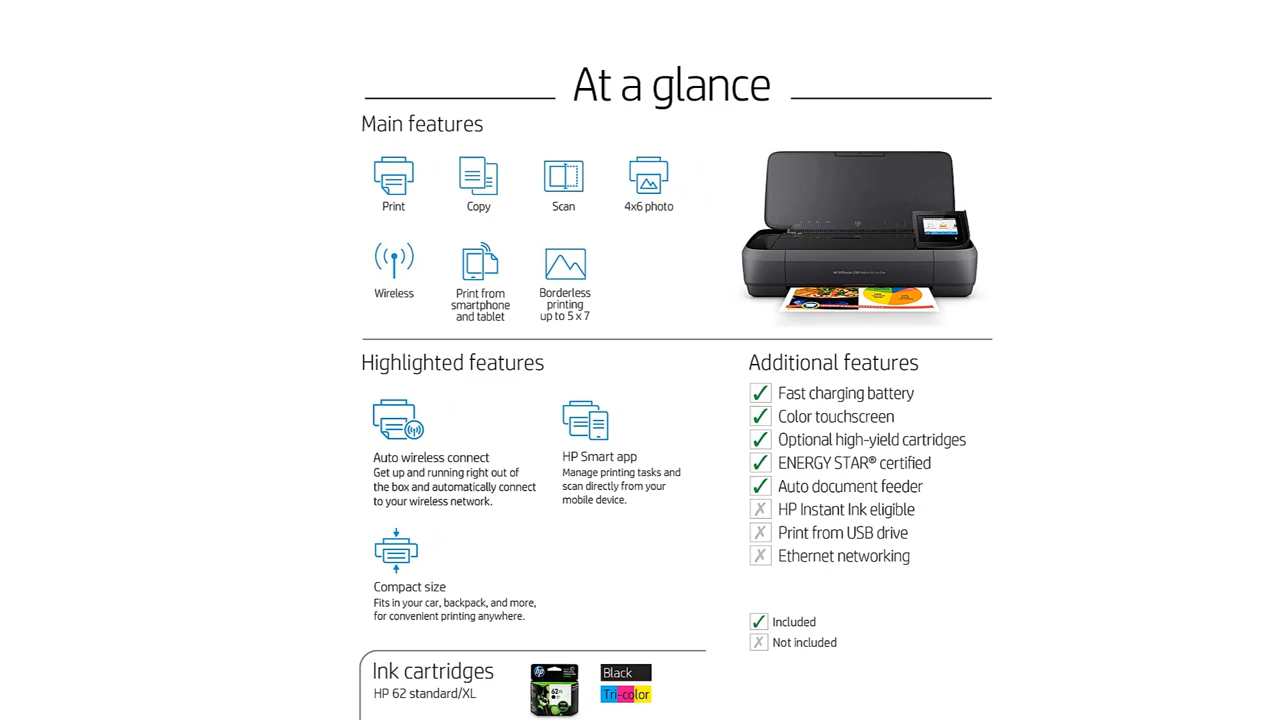 At a glance
Main features
Print
Copy
Scan
4x6 photo
Wireless
Print from
smartphone
and tablet
Borderless
printing
up to 5 x 7
Highlighted features
Auto wireless connect
Get up and running right out of
the box and automatically connect
to your wireless network.
HP Smart app
Manage printing tasks and
scan directly from your
mobile device.
Compact size
Fits in your car, backpack, and more,
for convenient printing anywhere.
Additional features
✓ Fast charging battery
✓ Color touchscreen
✓ Optional high-yield cartridges
✓ ENERGY STAR® certified
✓ Auto document feeder
✗ HP Instant Ink eligible
✗ Print from USB drive
✗ Ethernet networking
✓ Included
✗ Not included
Ink cartridges
HP 62 standard/XL
hp
62XL
Black
Tri-color